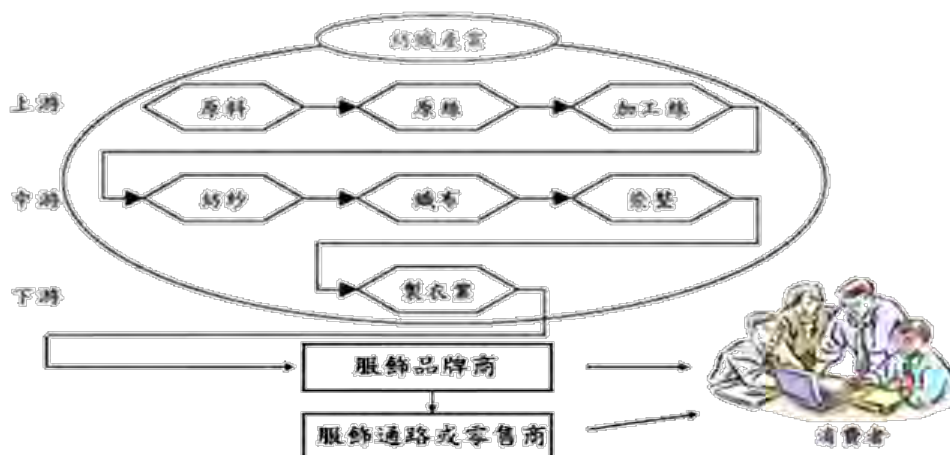 紡織產業
上游
原料
原絲
加工絲
中游
紡紗
織布
染整
下游
製衣業
服飾品牌商
服飾通路或零售商
消費者